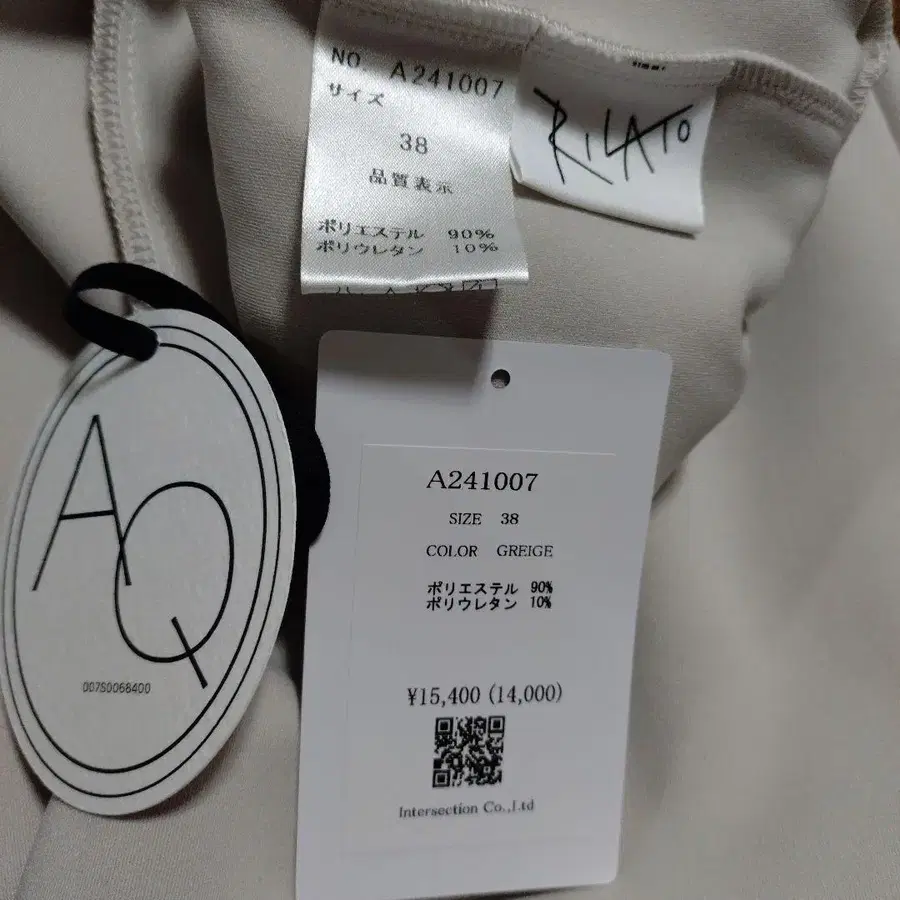 NO. A241007
サイズ
38
品質表示
ポリエステル 90%
ポリウレタン 10%
RILATO
AQ
007S0068400
A241007
SIZE 38
COLOR GREIGE
ポリエステル 90%
ポリウレタン 10%
¥15,400 (14,000)
Intersection Co.,Ltd